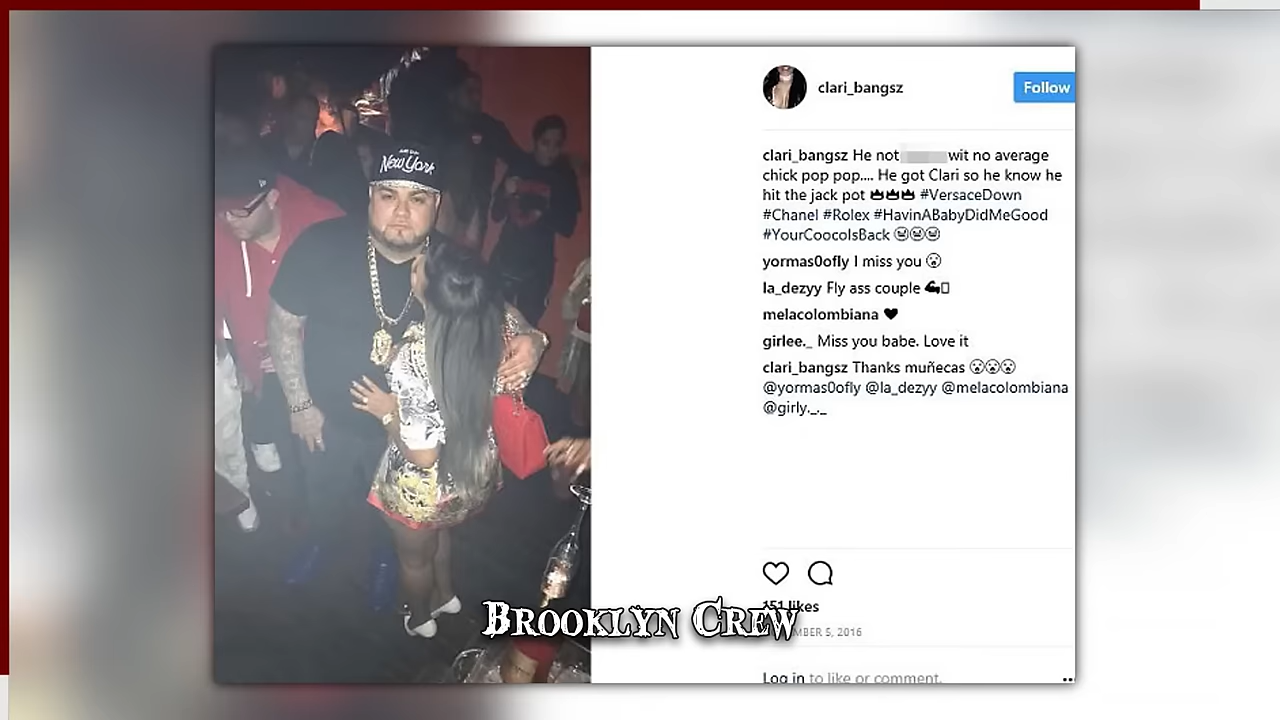 New York
clari_bangsz
Follow
clari_bangsz He not wit no average
chick pop pop.... He got Clari so he know he
hit the jack pot #VersaceDown
#Chanel #Rolex #HavinABabyDidMeGood
#YourCoocoIsBack
yormas0ofly I miss you
la_dezyy Fly ass couple
melacolombiana
girlee._ Miss you babe. Love it
clari_bangsz Thanks muñecas
@yormas0ofly @la_dezyy @melacolombiana
@girly._._
151 likes
Brooklyn Crew
MBER 5, 2016
Log in to like or comment.